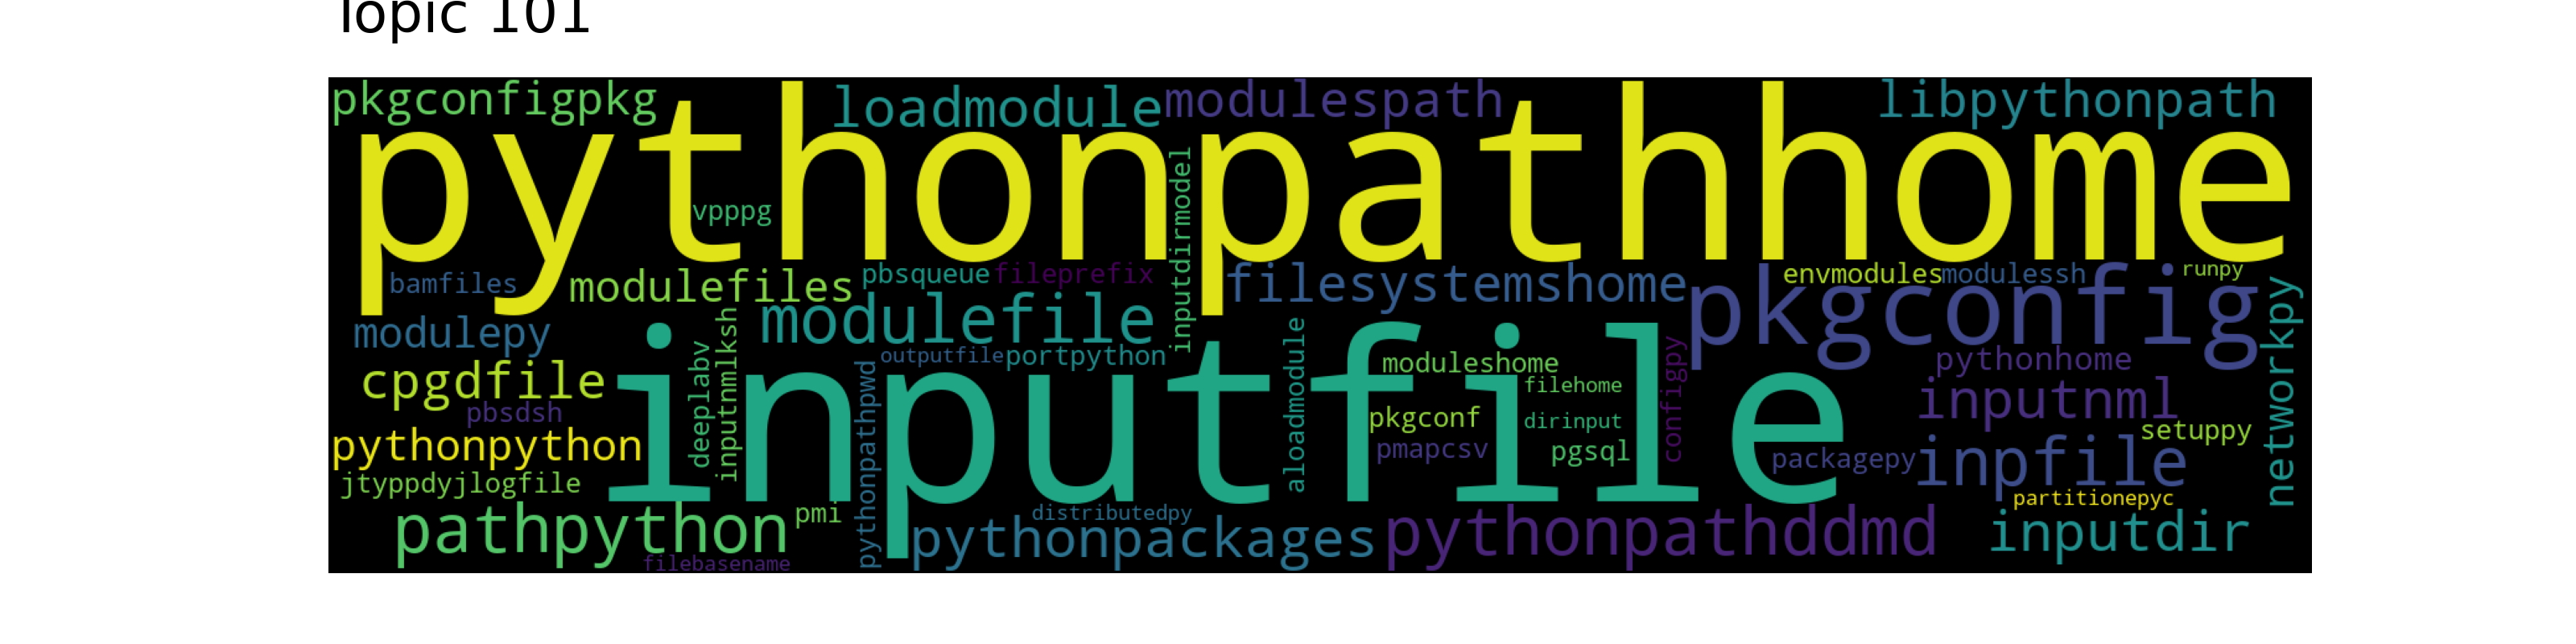 Topic 101
pkgconfigpkg
loadmodule
modulespath
libpythonpath
pythonpathhome
vpppg
inputdirmodel
bamfiles
modulefiles
pbsqueue
fileprefix
filesystemshome
envmodules
modulessh
runpy
pkgconfig
modulepy
modulefile
networkpy
cpgdfile
deeplabv
inputnmlksh
outputfile
portpython
aloadmodule
moduleshome
filehome
configpy
pythonhome
inputfile
pbsdsh
pythonpathpwd
pkgconf
dirinput
inputnml
pythonpython
pmapcsv
pgsql
packagepy
inpfile
setuppy
jtyppdyjlogfile
partitionepyc
pathpython
pmi
distributedpy
pythonpackages
pythonpathddmd
inputdir
filebasename